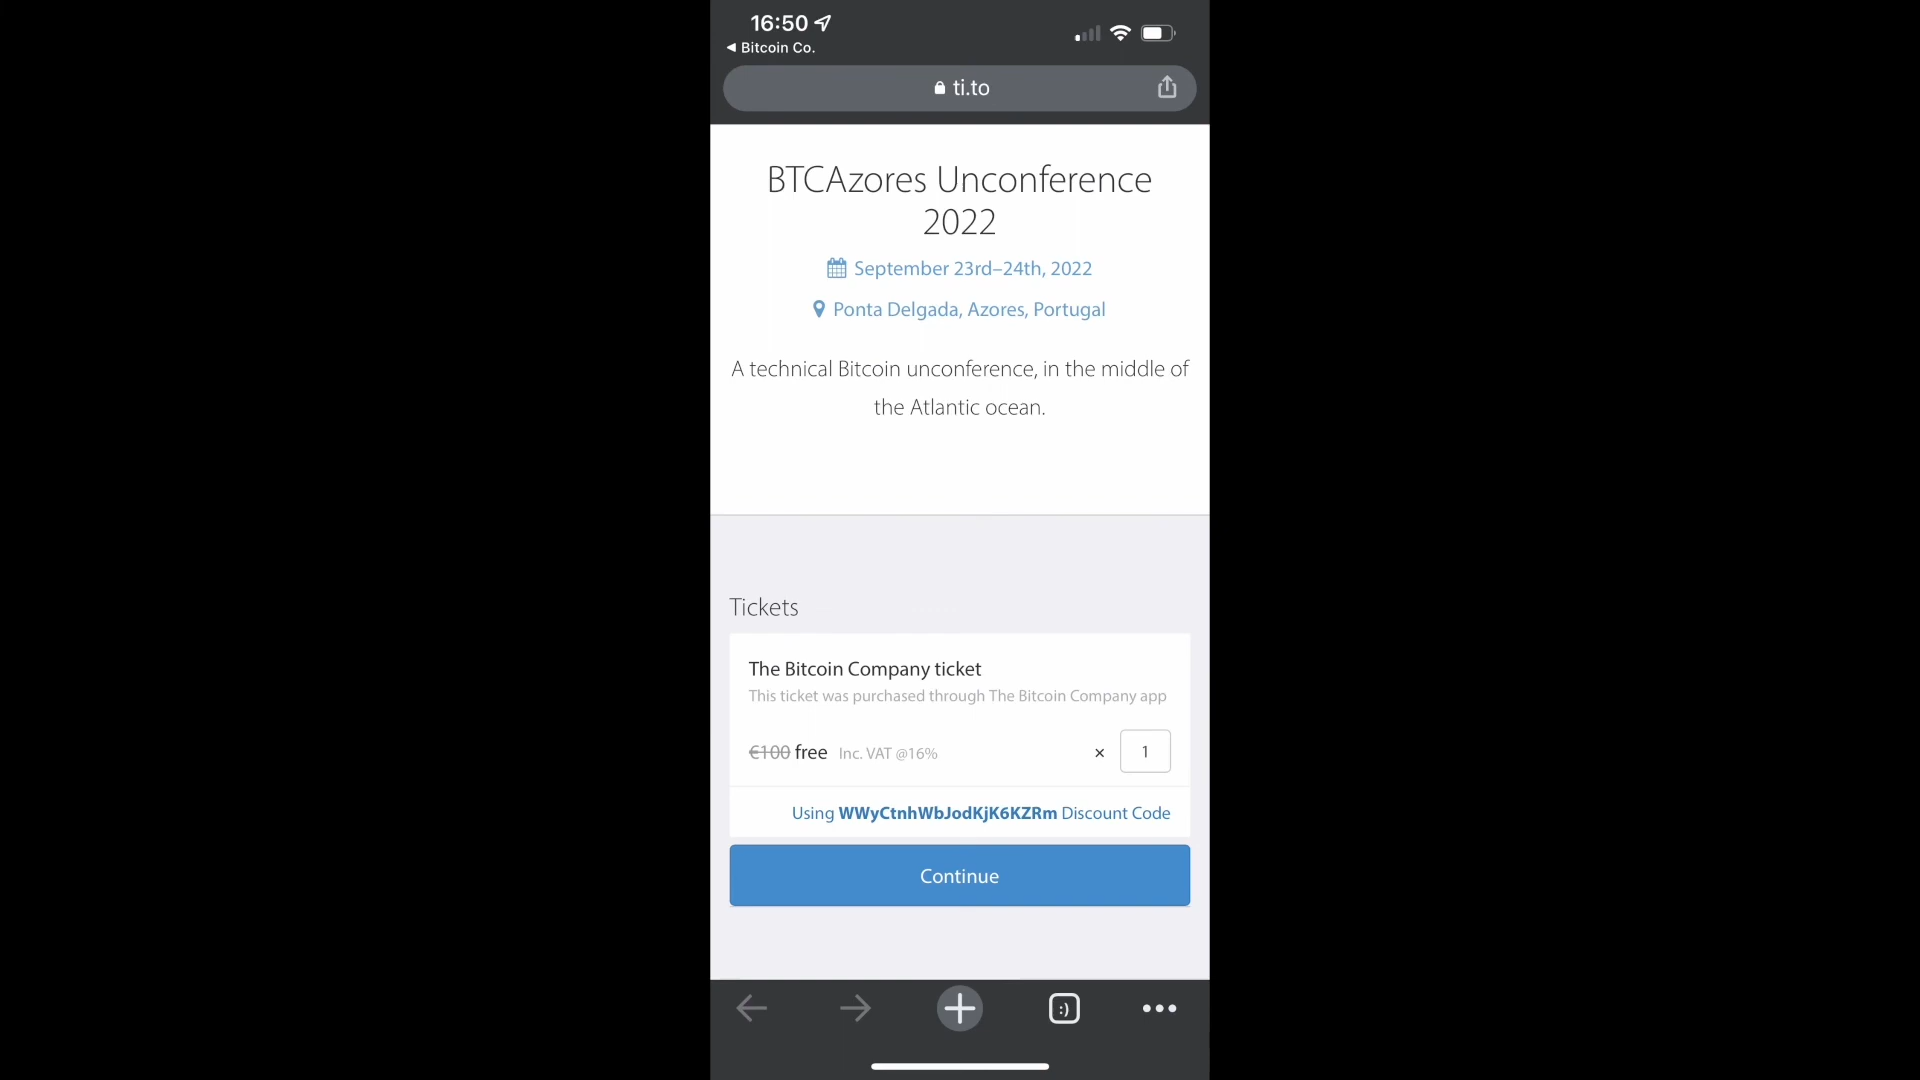 16:50
◀ Bitcoin Co.
ti.to
BTCAzores Unconference
2022
September 23rd–24th, 2022
Ponta Delgada, Azores, Portugal
A technical Bitcoin unconference, in the middle of
the Atlantic ocean.
Tickets
The Bitcoin Company ticket
This ticket was purchased through The Bitcoin Company app
€100 free Inc. VAT @16% × 1
Using WWyCtnhWbJodKjK6KZRm Discount Code
Continue
:)